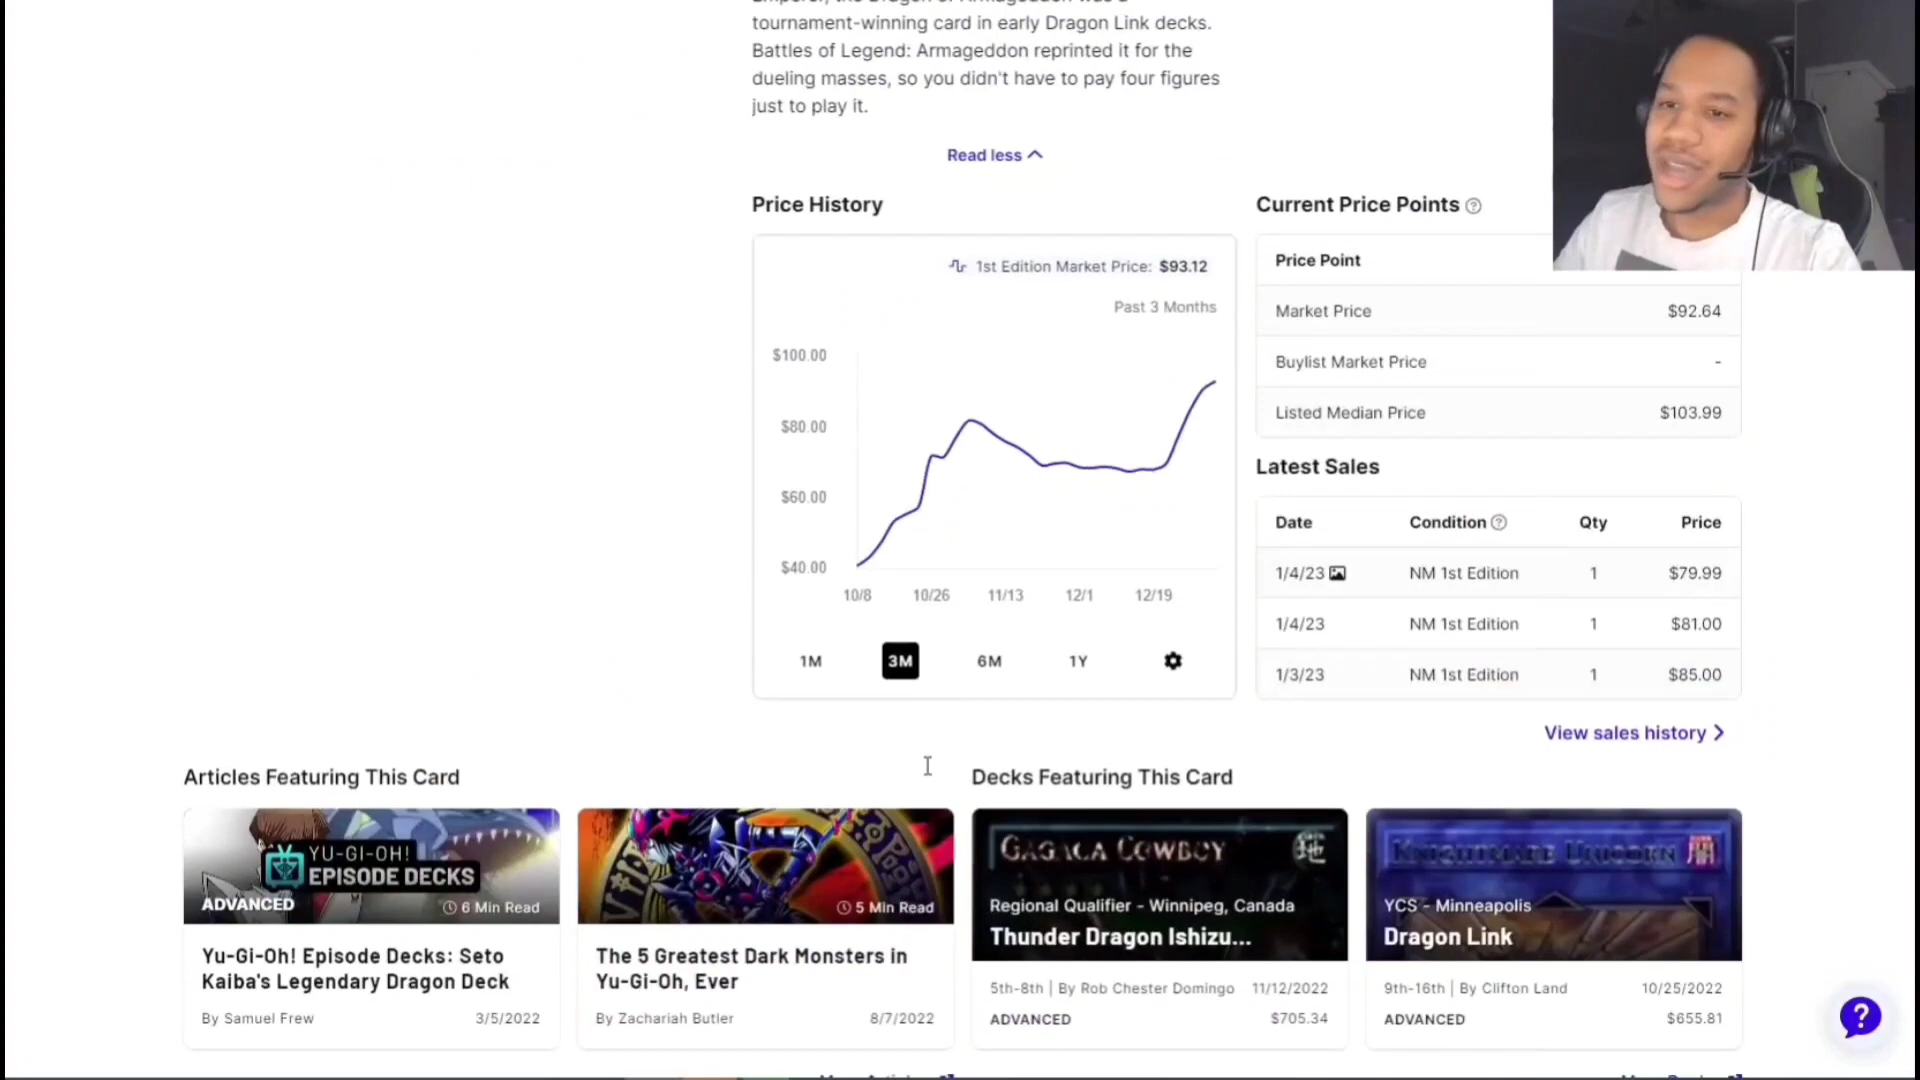 tournament-winning card in early Dragon Link decks.
Battles of Legend: Armageddon reprinted it for the
dueling masses, so you didn't have to pay four figures
just to play it.
Read less
Price History
1st Edition Market Price: $93.12
Past 3 Months
$100.00
$80.00
$60.00
$40.00
10/8 10/26 11/13 12/1 12/19
1M 3M 6M 1Y
Current Price Points ?
Price Point
Market Price $92.64
Buylist Market Price -
Listed Median Price $103.99
Latest Sales
Date Condition ? Qty Price
1/4/23 NM 1st Edition 1 $79.99
1/4/23 NM 1st Edition 1 $81.00
1/3/23 NM 1st Edition 1 $85.00
View sales history
Articles Featuring This Card
YU-GI-OH!
EPISODE DECKS
ADVANCED 6 Min Read
Yu-Gi-Oh! Episode Decks: Seto
Kaiba's Legendary Dragon Deck
By Samuel Frew 3/5/2022
5 Min Read
The 5 Greatest Dark Monsters in
Yu-Gi-Oh, Ever
By Zachariah Butler 8/7/2022
Decks Featuring This Card
GAGAGA COWBOY
Regional Qualifier - Winnipeg, Canada
Thunder Dragon Ishizu...
5th-8th | By Rob Chester Domingo 11/12/2022
ADVANCED $705.34
KNIGHTMARE UNICORN
YCS - Minneapolis
Dragon Link
9th-16th | By Clifton Land 10/25/2022
ADVANCED $655.81
?